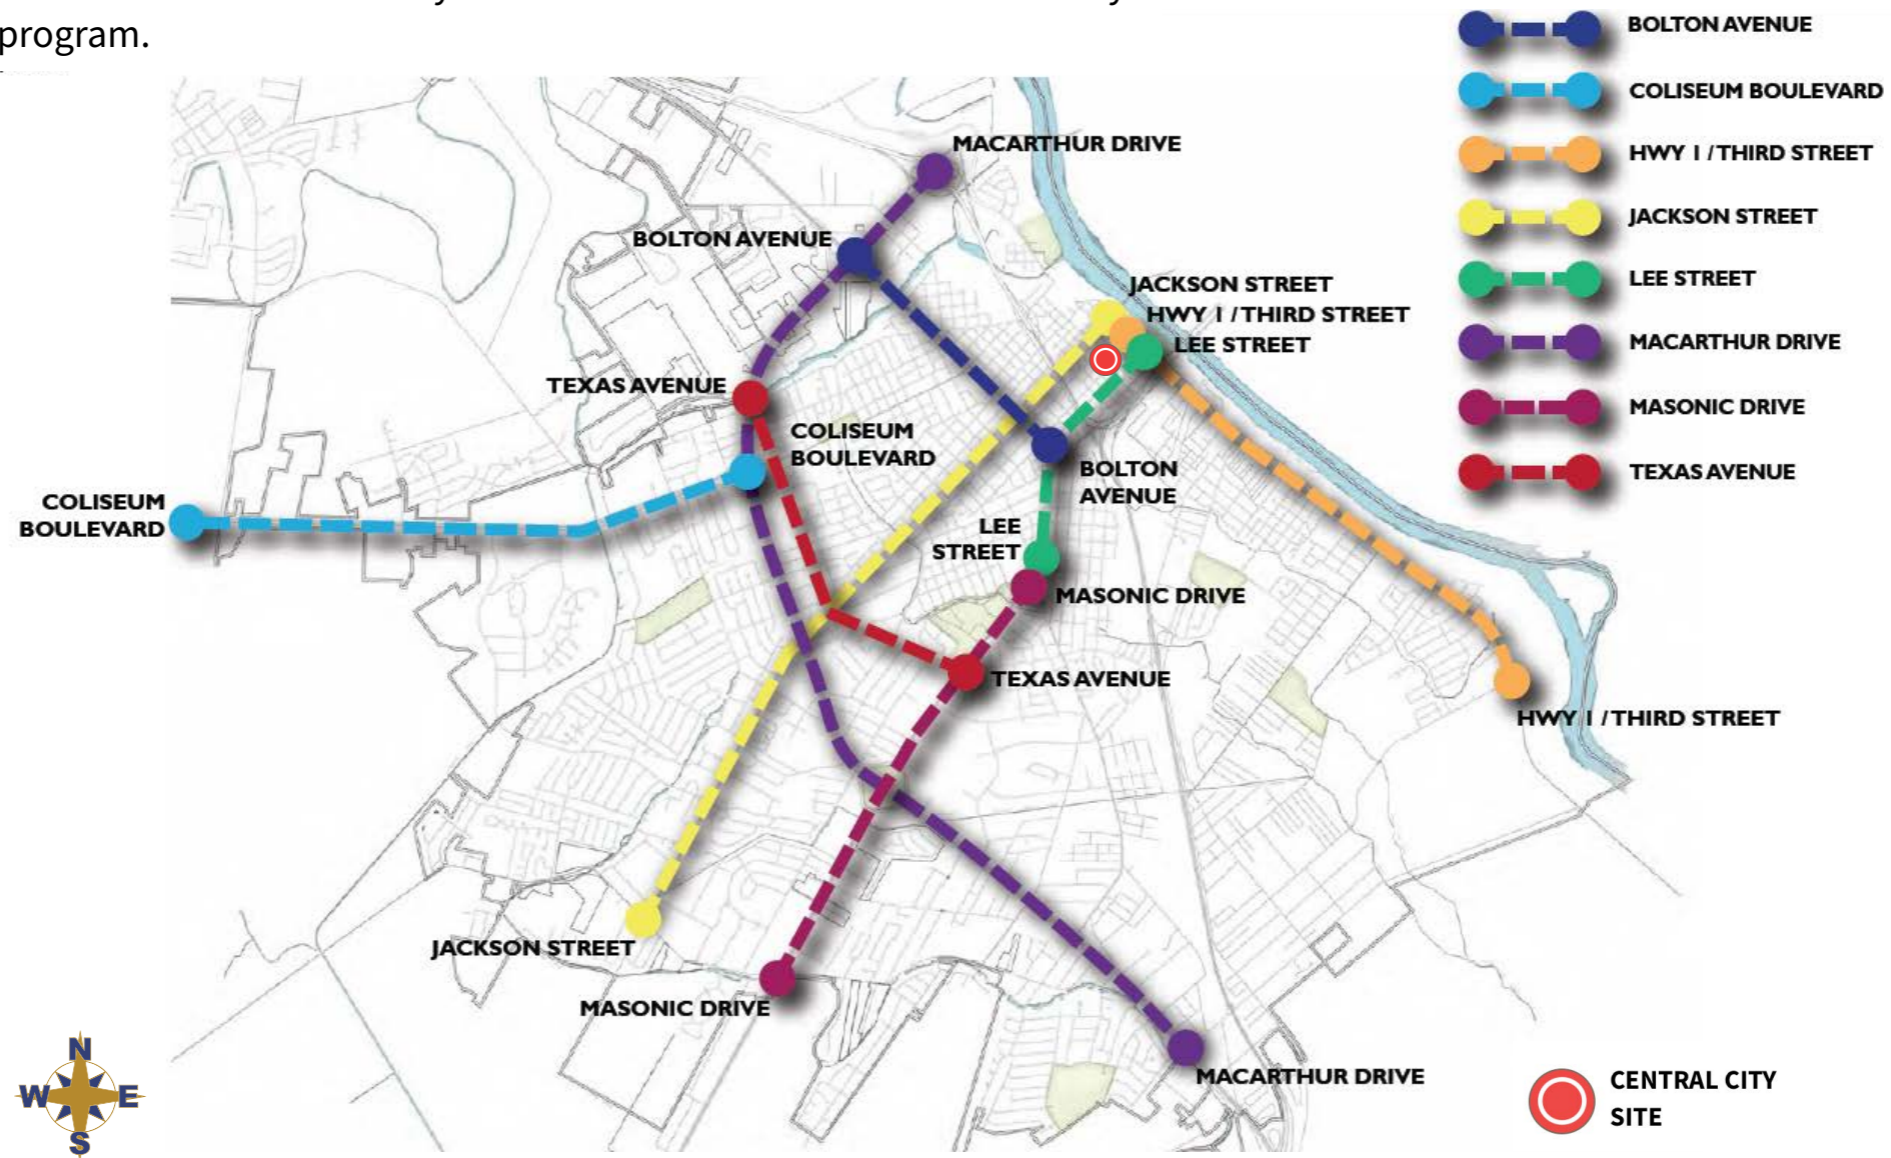 program.
BOLTON AVENUE
COLISEUM BOULEVARD
HWY 1 / THIRD STREET
JACKSON STREET
LEE STREET
MACARTHUR DRIVE
MASONIC DRIVE
TEXAS AVENUE
MACARTHUR DRIVE
BOLTON AVENUE
JACKSON STREET
HWY 1 / THIRD STREET
LEE STREET
TEXAS AVENUE
COLISEUM
BOULEVARD
BOLTON
AVENUE
COLISEUM
BOULEVARD
LEE
STREET
MASONIC DRIVE
TEXAS AVENUE
HWY 1 / THIRD STREET
JACKSON STREET
MASONIC DRIVE
MACARTHUR DRIVE
N
W E
S
CENTRAL CITY
SITE